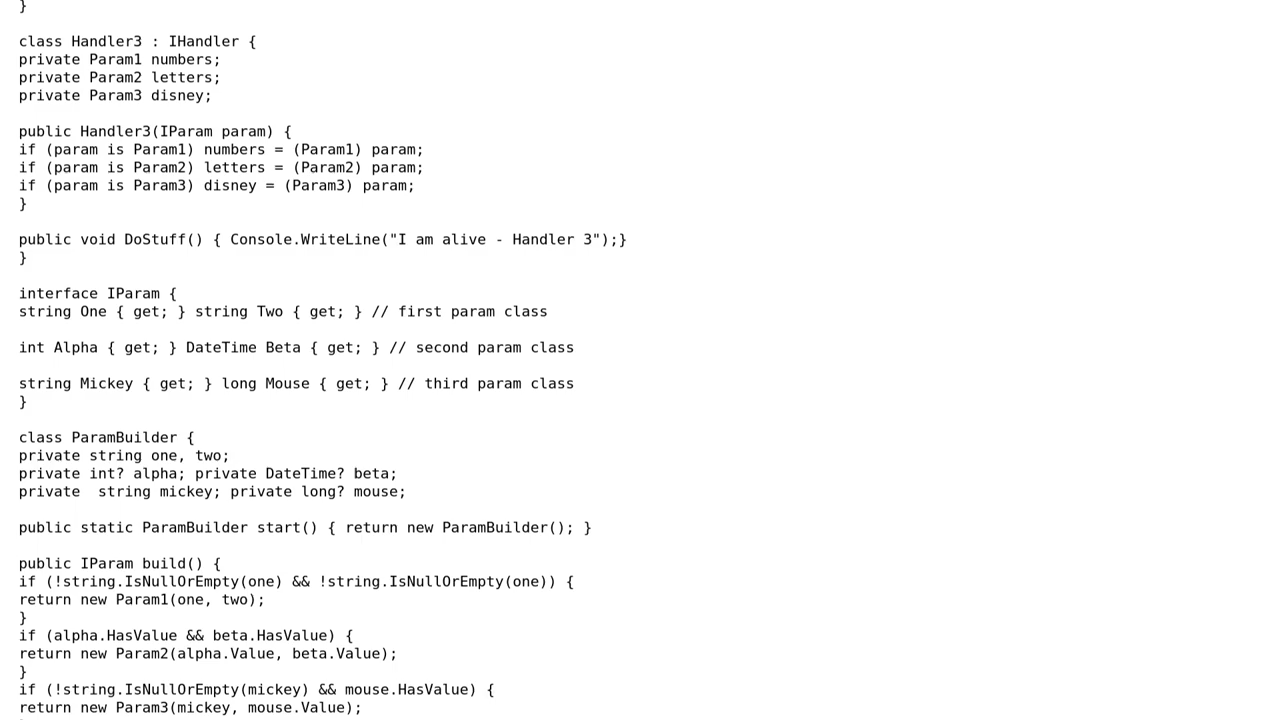 }
class Handler3 : IHandler {
private Param1 numbers;
private Param2 letters;
private Param3 disney;
public Handler3(IParam param) {
if (param is Param1) numbers = (Param1) param;
if (param is Param2) letters = (Param2) param;
if (param is Param3) disney = (Param3) param;
}
public void DoStuff() { Console.WriteLine("I am alive - Handler 3");}
}
interface IParam {
string One { get; } string Two { get; } // first param class
int Alpha { get; } DateTime Beta { get; } // second param class
string Mickey { get; } long Mouse { get; } // third param class
}
class ParamBuilder {
private string one, two;
private int? alpha; private DateTime? beta;
private  string mickey; private long? mouse;
public static ParamBuilder start() { return new ParamBuilder(); }
public IParam build() {
if (!string.IsNullOrEmpty(one) && !string.IsNullOrEmpty(one)) {
return new Param1(one, two);
}
if (alpha.HasValue && beta.HasValue) {
return new Param2(alpha.Value, beta.Value);
}
if (!string.IsNullOrEmpty(mickey) && mouse.HasValue) {
return new Param3(mickey, mouse.Value);